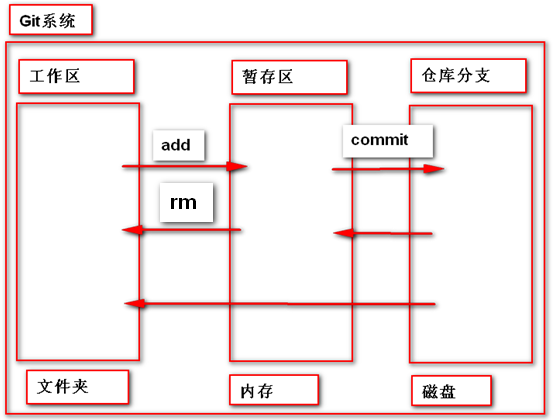 Git系统
工作区
暂存区
仓库分支
add
commit
rm
文件夹
内存
磁盘